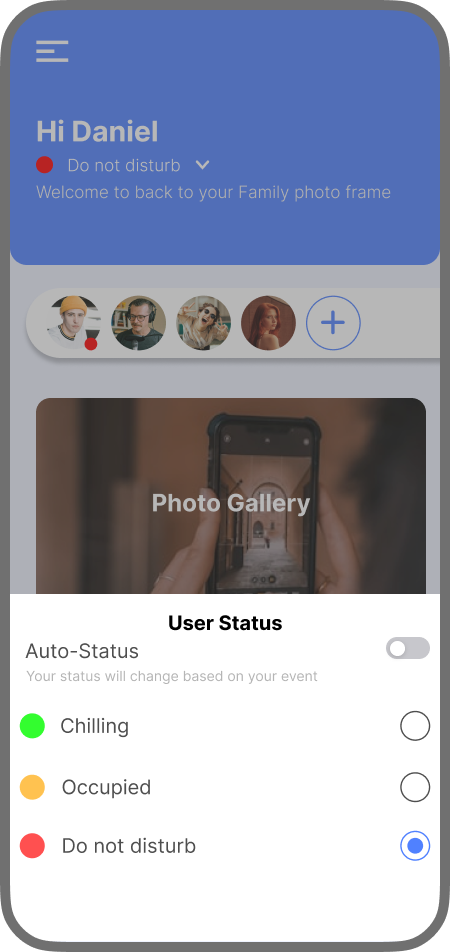 Hi Daniel
Do not disturb
Welcome to back to your Family photo frame
Photo Gallery
User Status
Auto-Status
Your status will change based on your event
Chilling
Occupied
Do not disturb